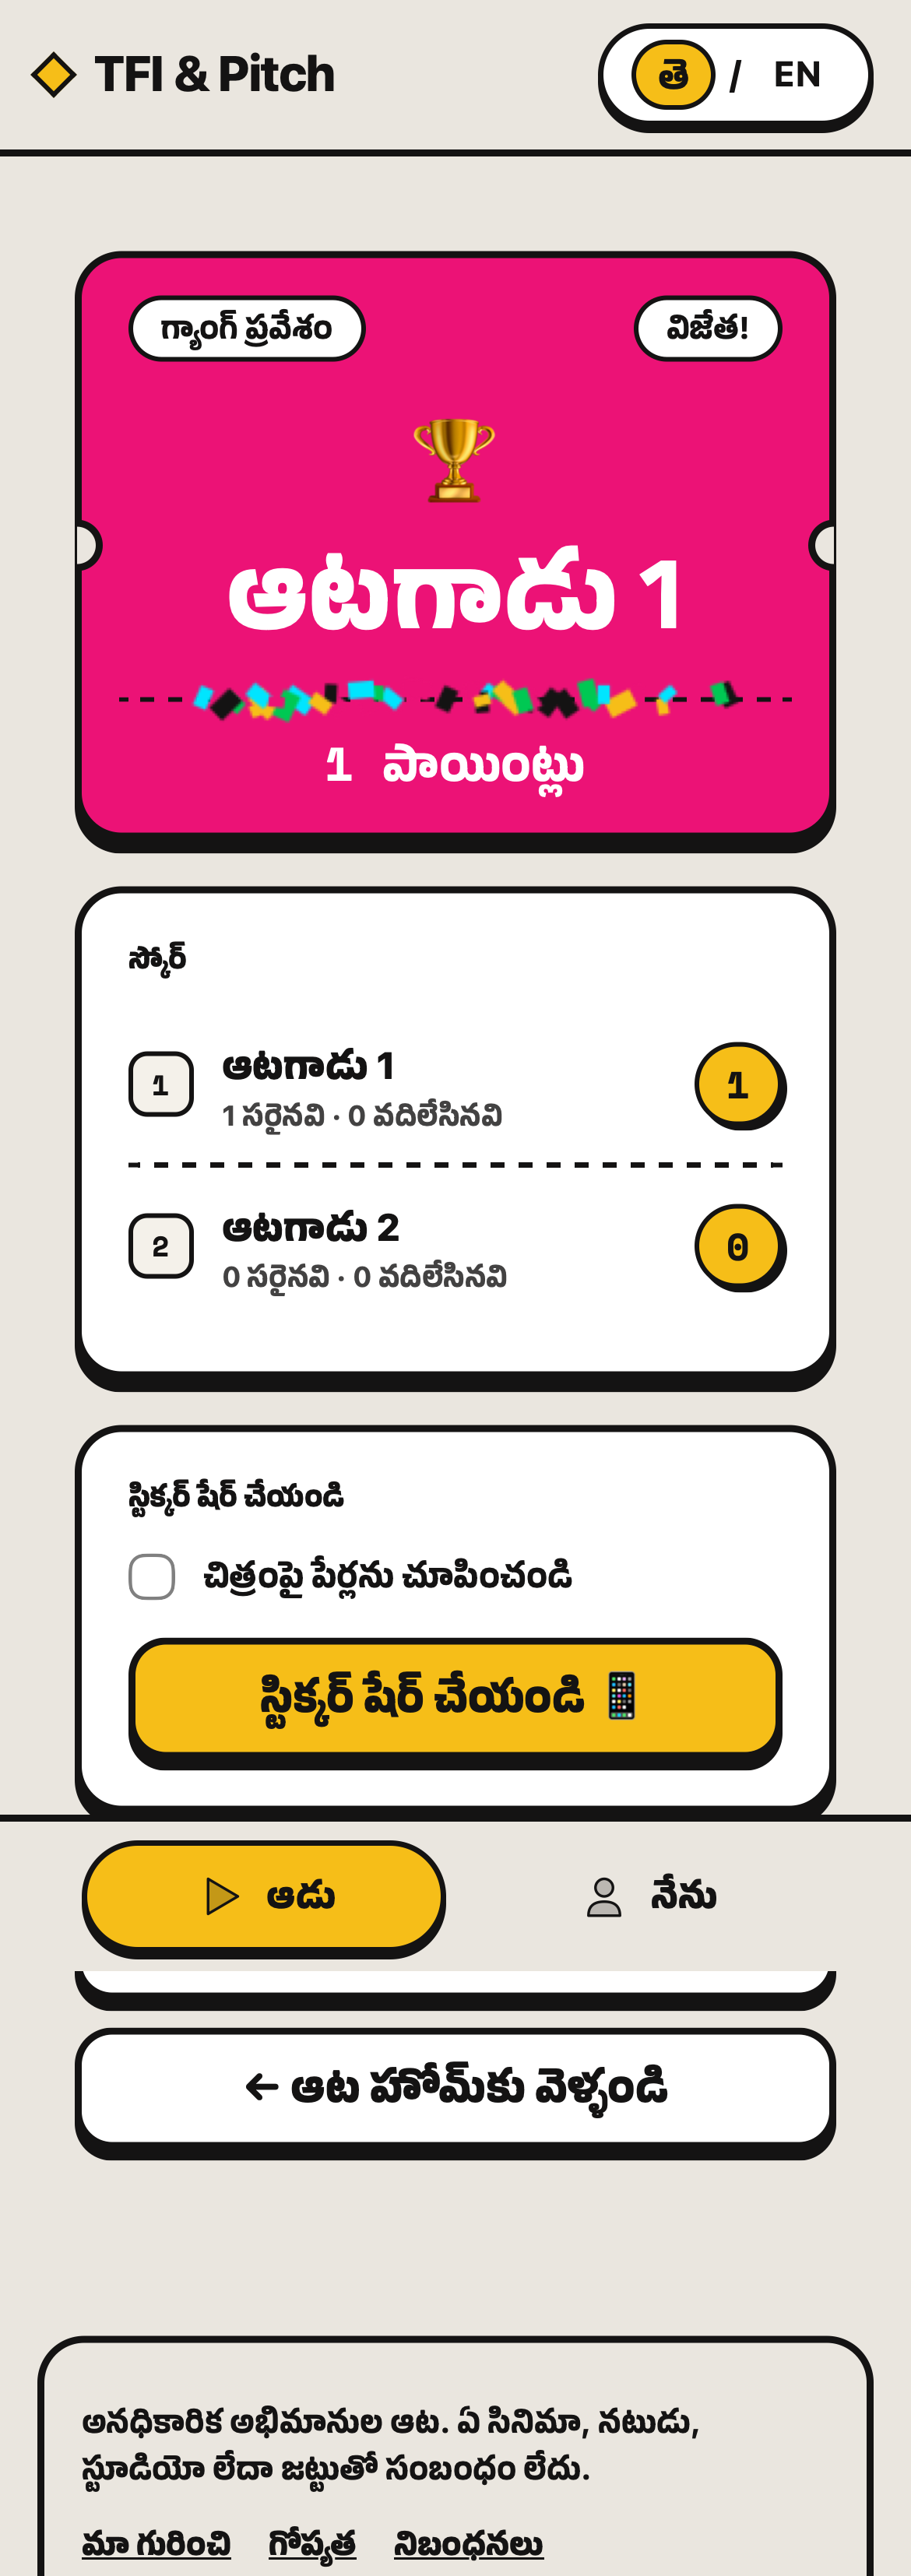 TFI & Pitch
తె / EN
గ్యాంగ్ ప్రవేశం
విజేత!
ఆటగాడు 1
1 పాయింట్లు
స్కోర్
1 ఆటగాడు 1 1
1 సరైనవి · 0 వదిలేసినవి
2 ఆటగాడు 2 0
0 సరైనవి · 0 వదిలేసినవి
స్టిక్కర్ షేర్ చేయండి
చిత్రంపై పేర్లను చూపించండి
స్టిక్కర్ షేర్ చేయండి
ఆడు
నేను
← ఆట హోమ్‌కు వెళ్ళండి
అనధికారిక అభిమానుల ఆట. ఏ సినిమా, నటుడు,
స్టూడియో లేదా జట్టుతో సంబంధం లేదు.
మా గురించి గోప్యత నిబంధనలు